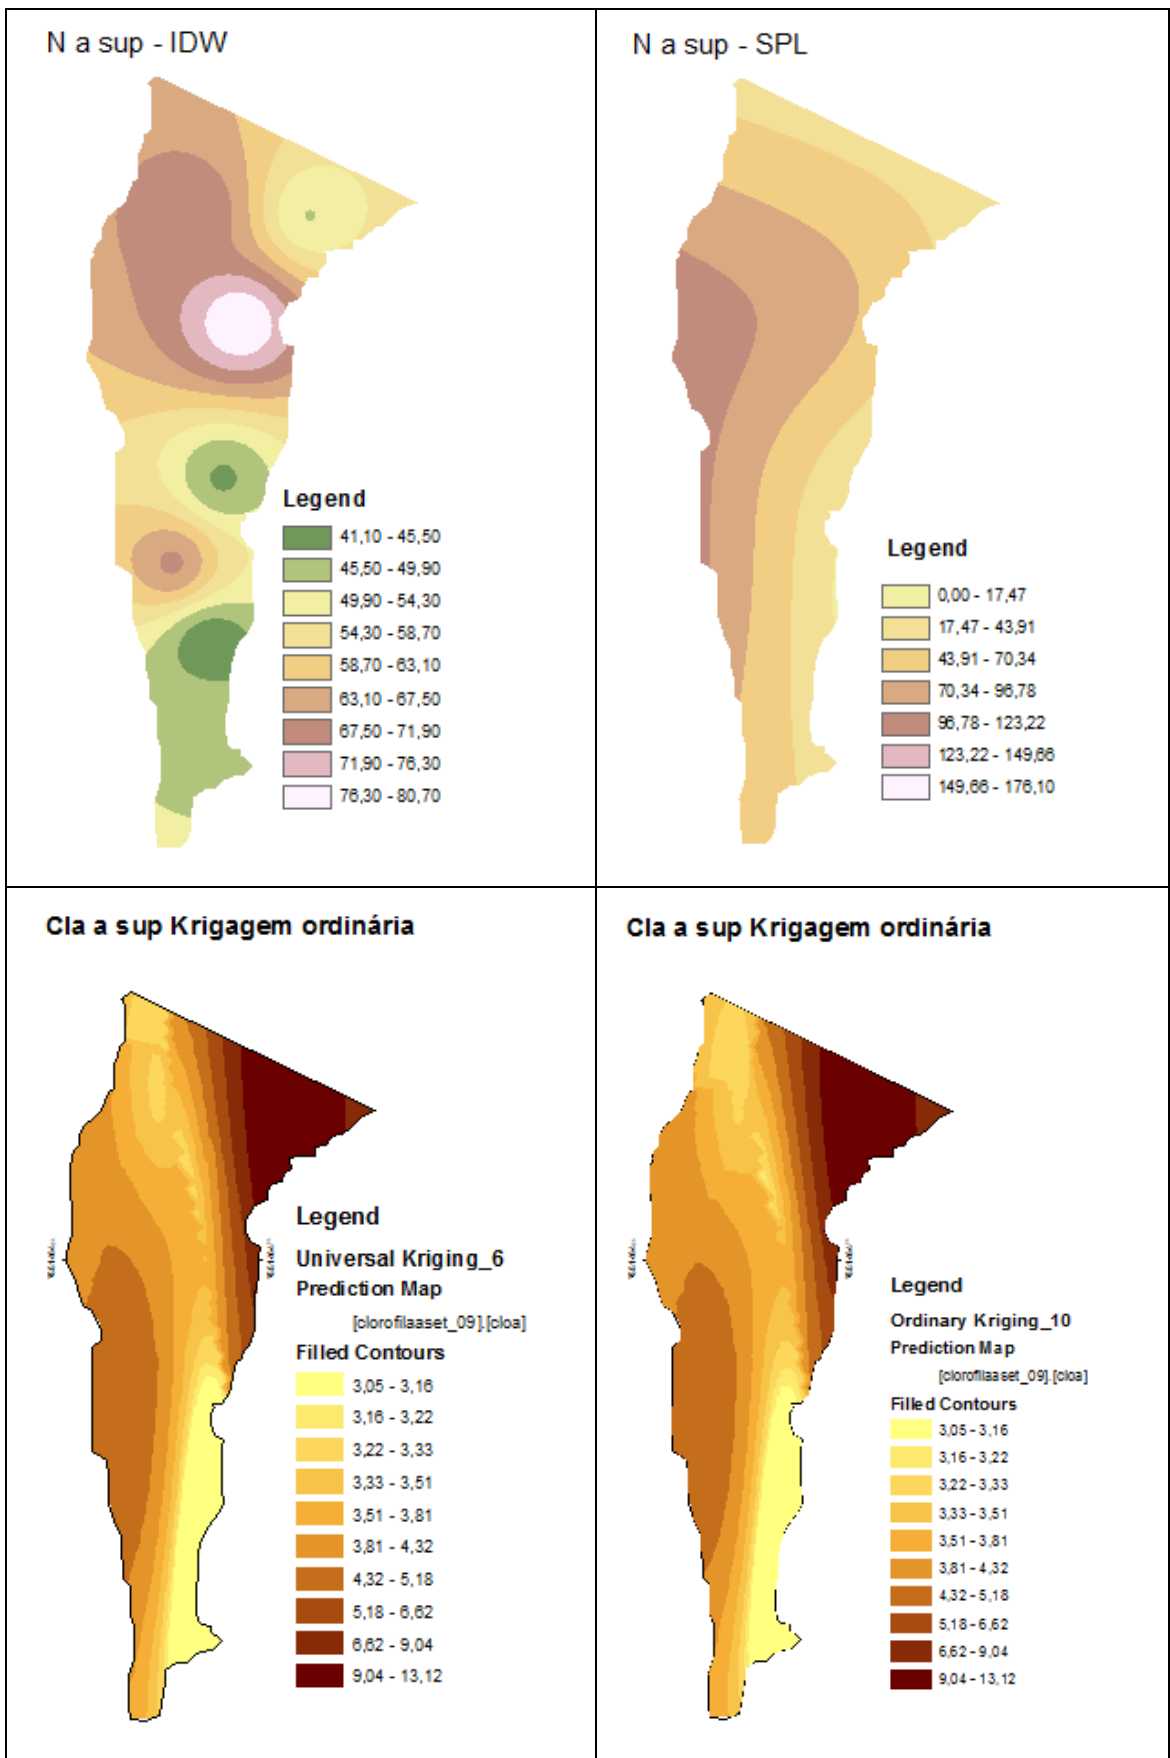 N a sup - IDW
Legend
41,10 - 45,50
45,50 - 49,90
49,90 - 54,30
54,30 - 58,70
58,70 - 63,10
63,10 - 67,50
67,50 - 71,90
71,90 - 76,30
76,30 - 80,70
N a sup - SPL
Legend
0,00 - 17,47
17,47 - 43,91
43,91 - 70,34
70,34 - 96,78
96,78 - 123,22
123,22 - 149,66
149,66 - 176,10
Cla a sup Krigagem ordinária
Legend
Universal Kriging_6
Prediction Map
[clorofilaaset_09].[cloa]
Filled Contours
3,05 - 3,16
3,16 - 3,22
3,22 - 3,33
3,33 - 3,51
3,51 - 3,81
3,81 - 4,32
4,32 - 5,18
5,18 - 6,62
6,62 - 9,04
9,04 - 13,12
Cla a sup Krigagem ordinária
Legend
Ordinary Kriging_10
Prediction Map
[clorofilaaset_09].[cloa]
Filled Contours
3,05 - 3,16
3,16 - 3,22
3,22 - 3,33
3,33 - 3,51
3,51 - 3,81
3,81 - 4,32
4,32 - 5,18
5,18 - 6,62
6,62 - 9,04
9,04 - 13,12